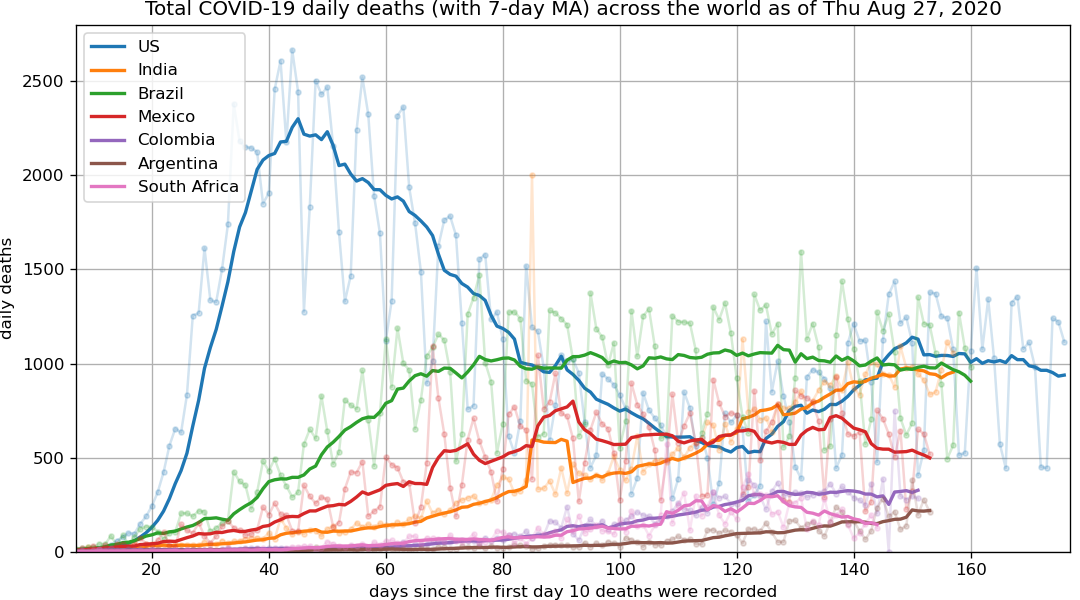 Total COVID-19 daily deaths (with 7-day MA) across the world as of Thu Aug 27, 2020
US
India
Brazil
Mexico
Colombia
Argentina
South Africa
daily deaths
2500
2000
1500
1000
500
0
20 40 60 80 100 120 140 160
days since the first day 10 deaths were recorded